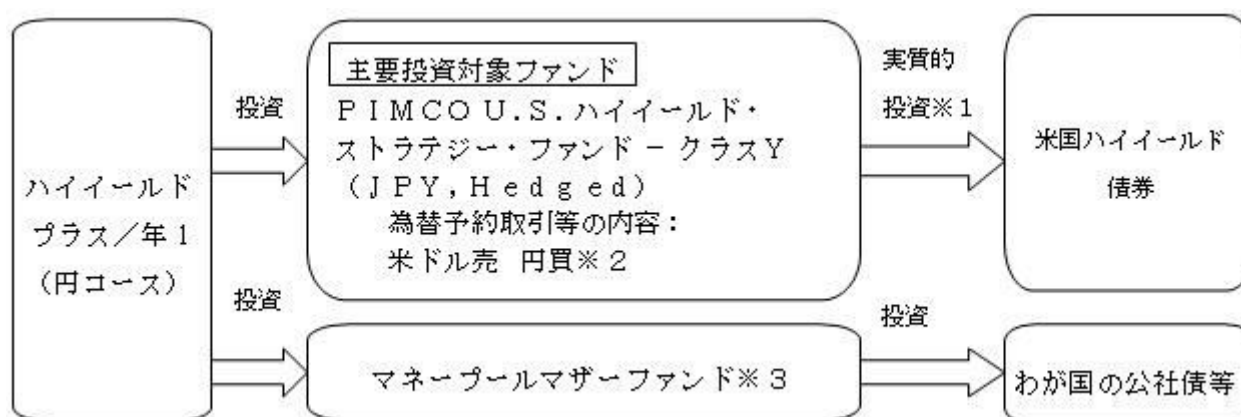 ハイイールド
プラス／年１
（円コース）
投資
投資
主要投資対象ファンド
ＰＩＭＣＯ Ｕ.Ｓ.ハイイールド・
ストラテジー・ファンド－クラスＹ
（ＪＰＹ,Ｈｅｄｇｅｄ）
為替予約取引等の内容：
米ドル売　円買※２
マネープールマザーファンド※３
実質的
投資※１
投資
米国ハイイールド
債券
わが国の公社債等